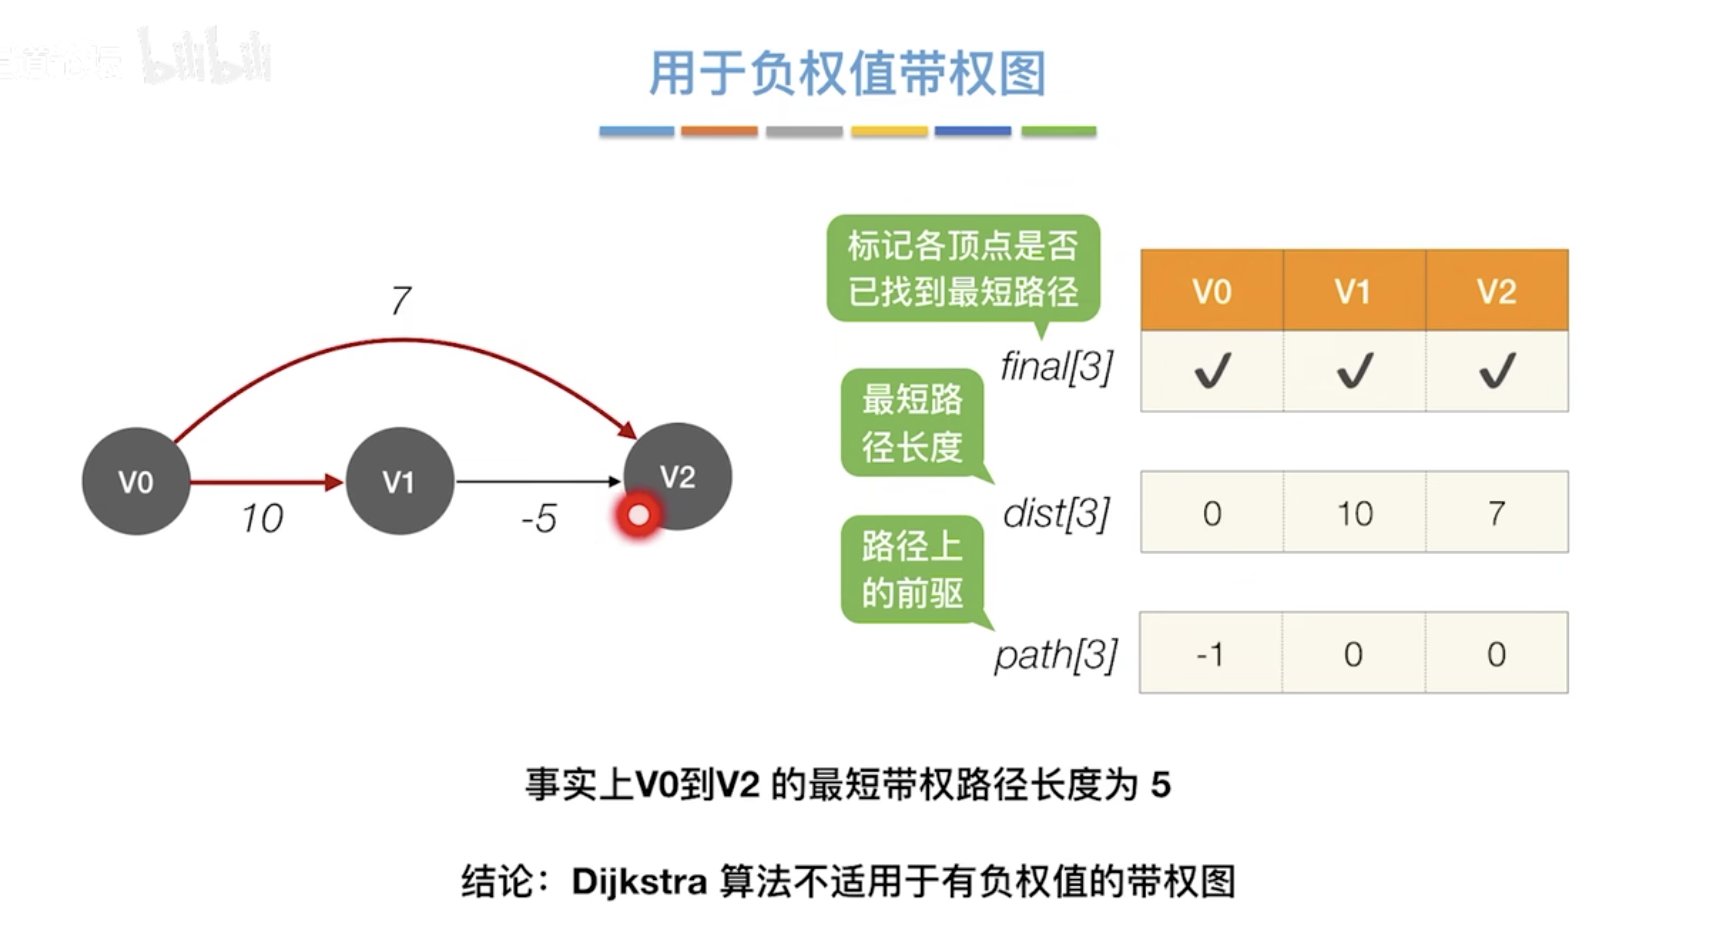 bilibili
用于负权值带权图
标记各顶点是否
已找到最短路径
V0 V1 V2
final[3] ✓ ✓ ✓
7
最短路
径长度
V0 V1 V2
10 -5
dist[3] 0 10 7
路径上
的前驱
path[3] -1 0 0
事实上V0到V2 的最短带权路径长度为 5
结论：Dijkstra 算法不适用于有负权值的带权图